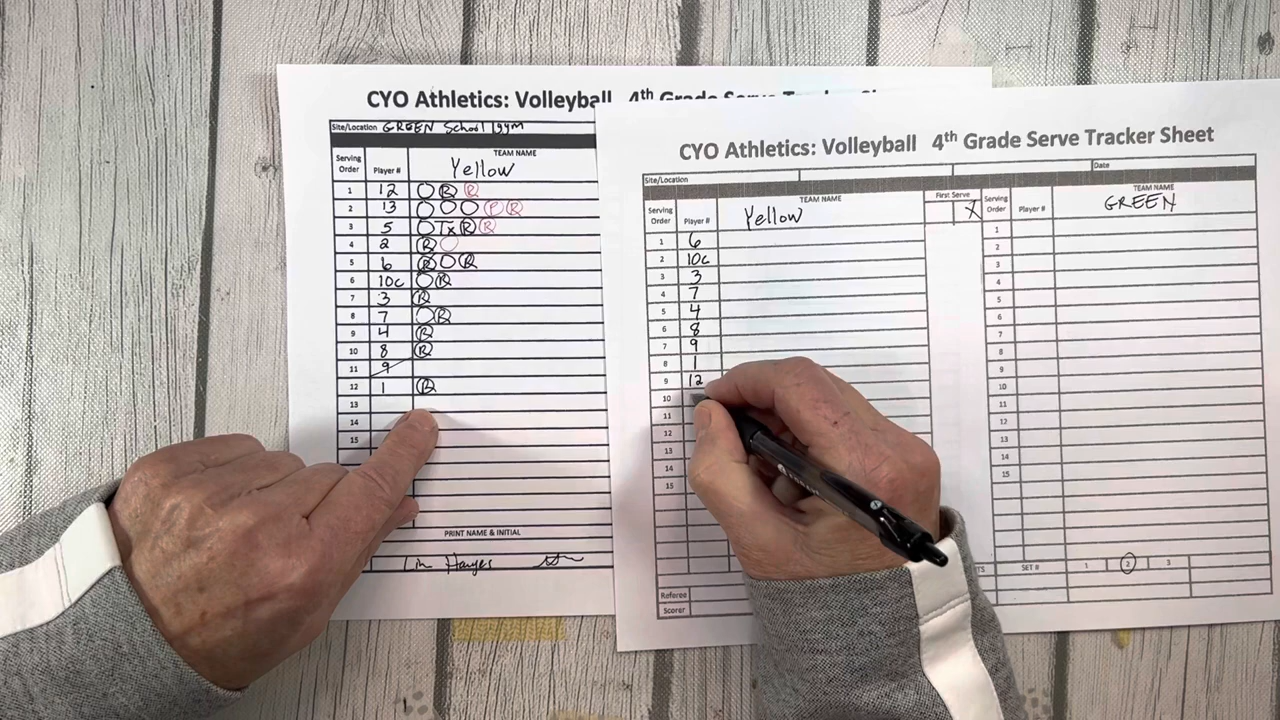 CYO Athletics: Volleyball 4th Grade Serve Tracker
Site/Location GREEN School gym
TEAM NAME
Serving Order Player # Yellow
1 12 R R
2 13 R R
3 5 Tx R R
4 2 R
5 6 R R
6 10c R
7 3 R
8 7 R
9 4 R
10 8 R
11 9
12 1 R
13
14
15
PRINT NAME & INITIAL
CYO Athletics: Volleyball 4th Grade Serve Tracker Sheet
Site/Location Date
TEAM NAME First Serve TEAM NAME
Serving Order Player # Yellow X Serving Order Player # GREEN
1 6 1
2 10c 2
3 3 3
4 7 4
5 4 5
6 8 6
7 9 7
8 1 8
9 12 9
10 10
11 11
12 12
13 13
14 14
15 15
TS SET # 1 2 3
Referee
Scorer